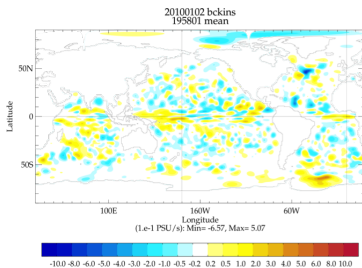 20100102 bckins
195801 mean
50N
0
50S
Latitude
100E 160W 60W
Longitude
(1.e-1 PSU/s): Min= -6.57, Max= 5.07
-10.0 -8.0 -6.0 -5.0 -4.0 -3.0 -2.0 -1.0 -0.5 -0.2 0.2 0.5 1.0 2.0 3.0 4.0 5.0 6.0 8.0 10.0